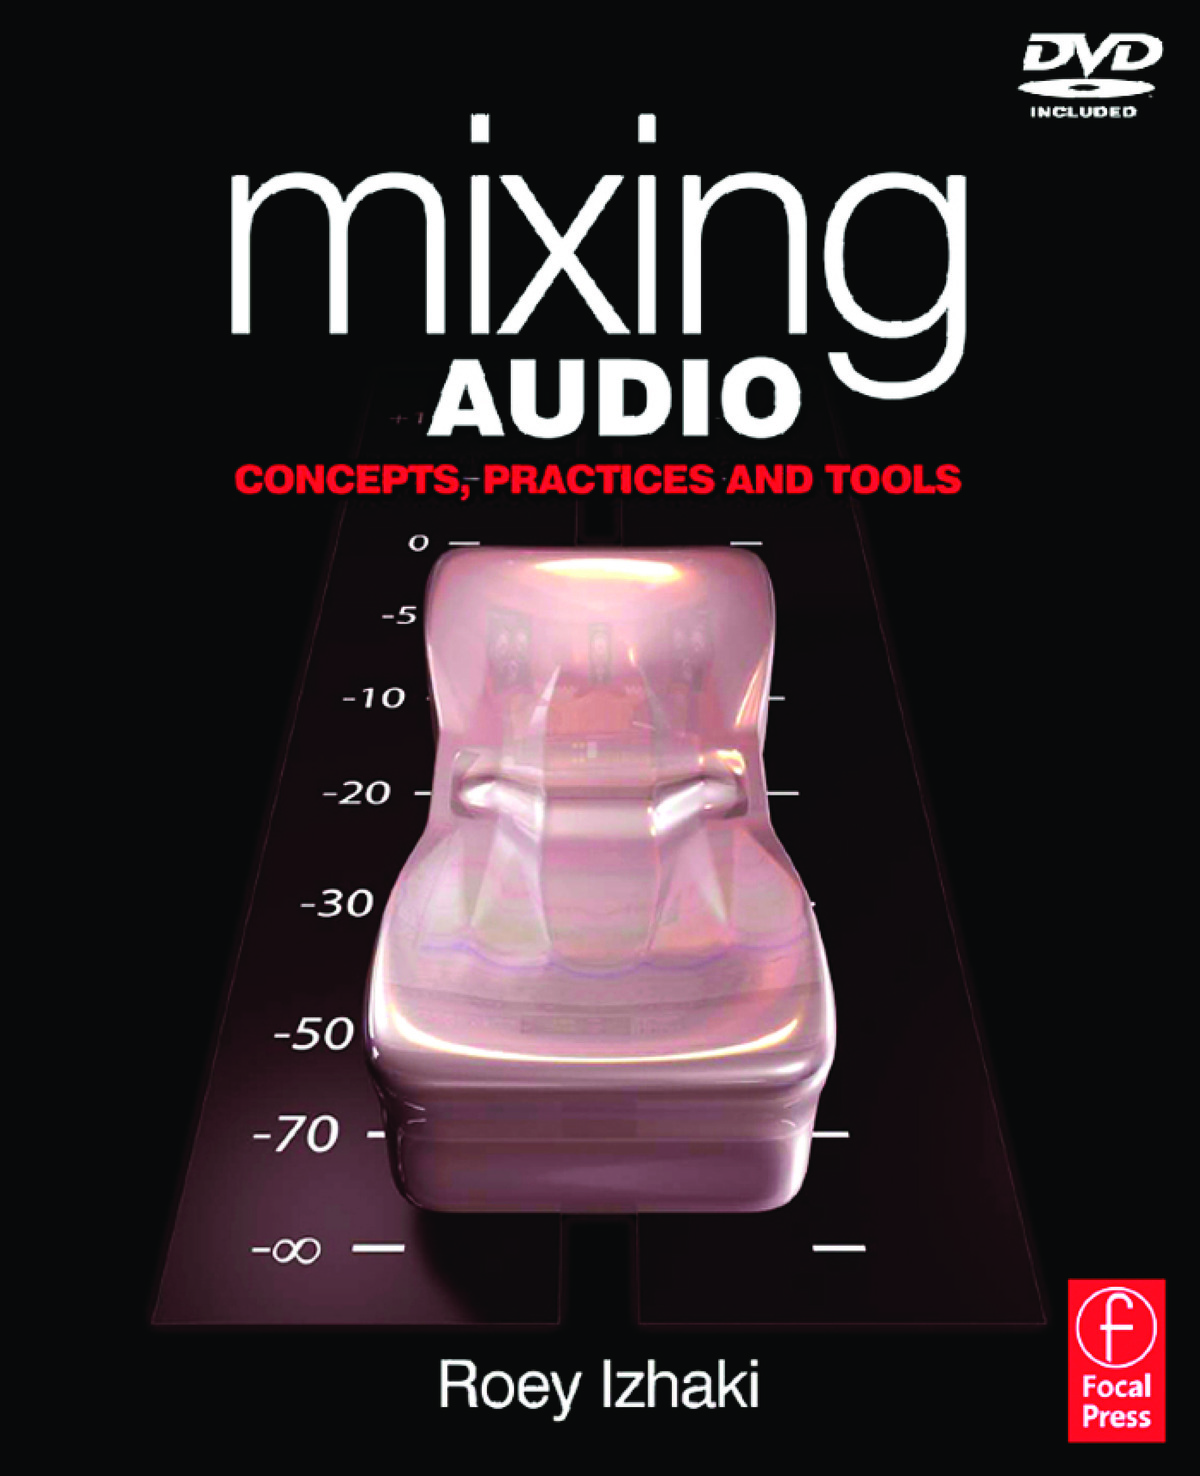 DVD
INCLUDED
mixing
AUDIO
CONCEPTS, PRACTICES AND TOOLS
0
-5
-10
-20
-30
-50
-70
-∞
Roey Izhaki
f
Focal
Press